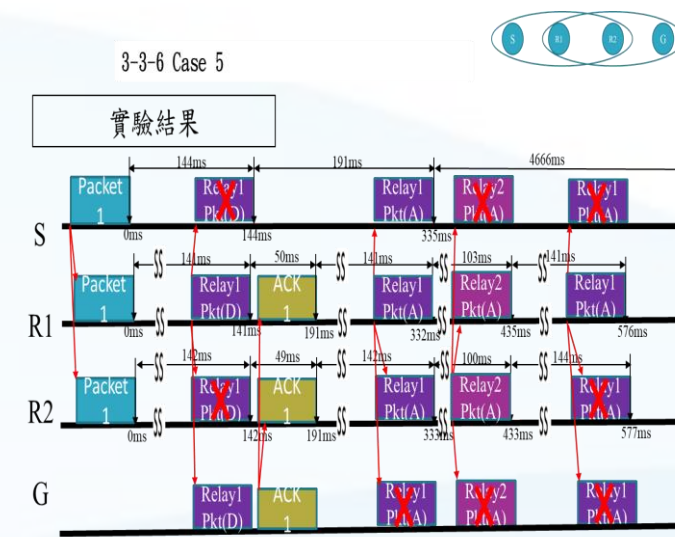 S R1 R2 G
3-3-6 Case 5
實驗結果
144ms 191ms 4666ms
Packet 1 Relay1 Pkt(D) Relay1 Pkt(A) Relay2 Pkt(A) Relay1 Pkt(A)
S 0ms 144ms 335ms
141ms 50ms 141ms 103ms 141ms
Packet 1 Relay1 Pkt(D) ACK 1 Relay1 Pkt(A) Relay2 Pkt(A) Relay1 Pkt(A)
R1 0ms 141ms 191ms 332ms 435ms 576ms
142ms 49ms 142ms 100ms 144ms
Packet 1 Relay1 Pkt(D) ACK 1 Relay1 Pkt(A) Relay2 Pkt(A) Relay1 Pkt(A)
R2 0ms 142ms 191ms 333ms 433ms 577ms
G Relay1 Pkt(D) ACK 1 Relay1 Pkt(A) Relay2 Pkt(A) Relay1 Pkt(A)